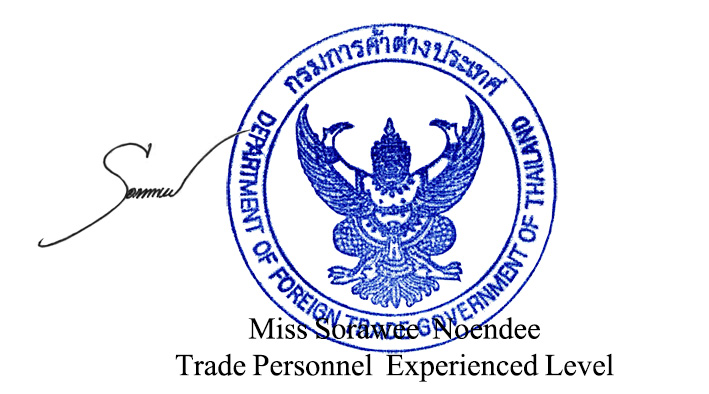 กรมการค้าต่างประเทศ
DEPARTMENT OF FOREIGN TRADE GOVERNMENT OF THAILAND
Miss Sorawee Noendee
Trade Personnel Experienced Level